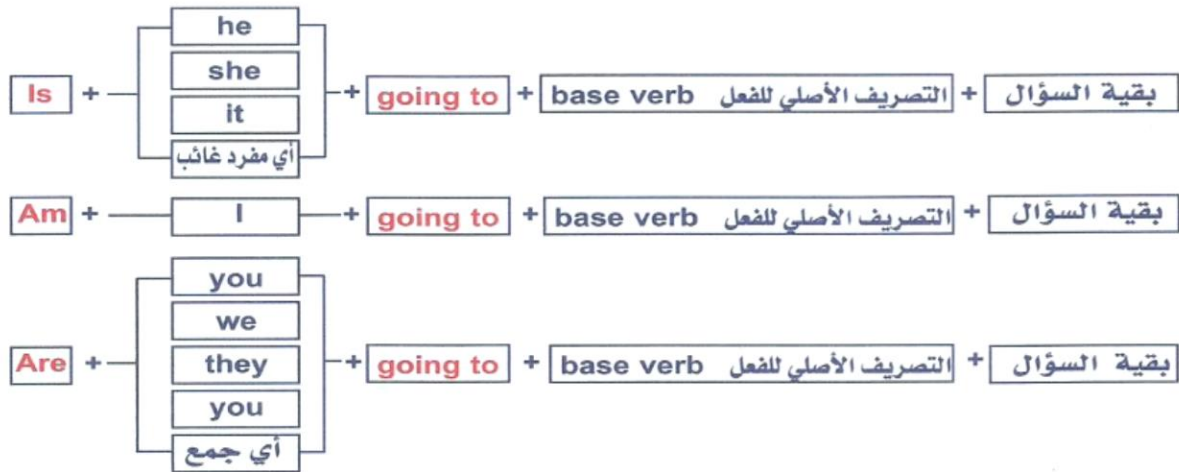 he
she
Is + + going to + base verb التصريف الأصلي للفعل + بقية السؤال
it
أي مفرد غائب
Am + I + going to + base verb التصريف الأصلي للفعل + بقية السؤال
you
we
Are + they + going to + base verb التصريف الأصلي للفعل + بقية السؤال
you
أي جمع